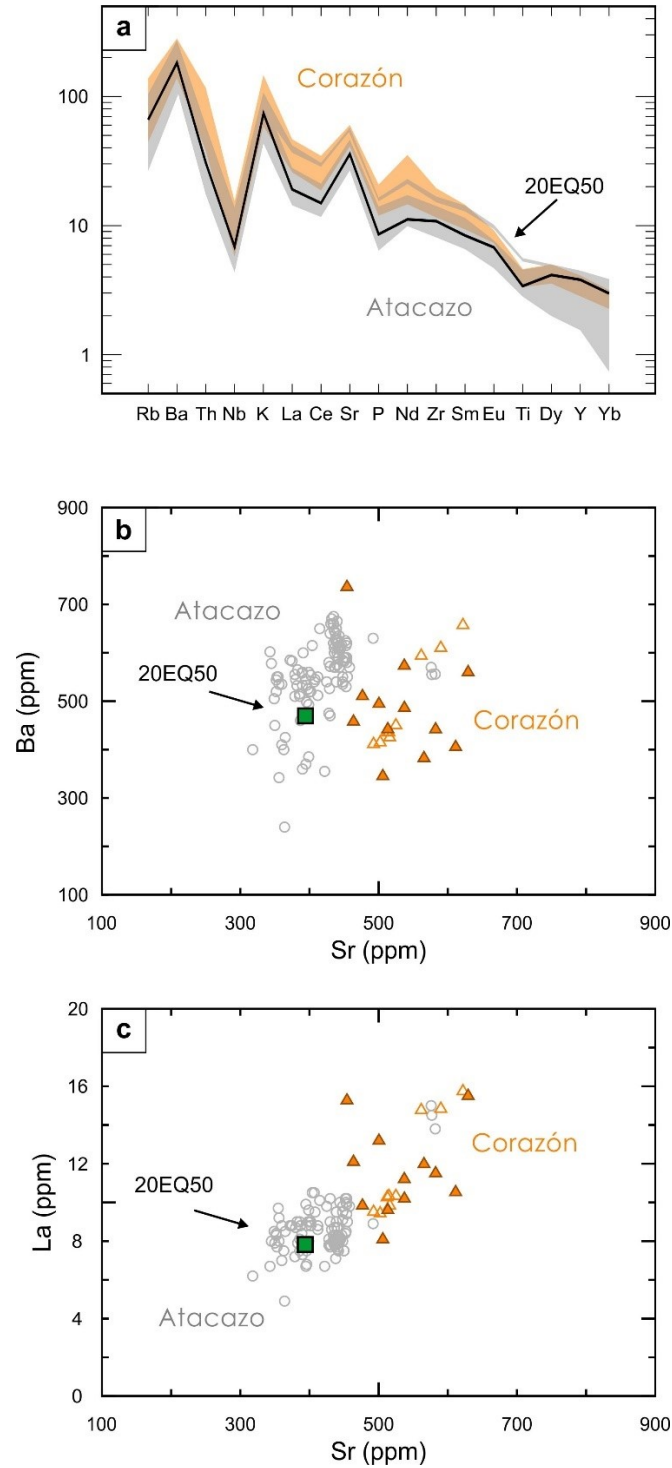 a
100
10
1
Corazón
20EQ50
Atacazo
Rb Ba Th Nb K La Ce Sr P Nd Zr Sm Eu Ti Dy Y Yb
b
900
700
500
300
100
Ba (ppm)
Atacazo
20EQ50
Corazón
100 300 500 700 900
Sr (ppm)
c
20
16
12
8
4
0
La (ppm)
Corazón
20EQ50
Atacazo
100 300 500 700 900
Sr (ppm)